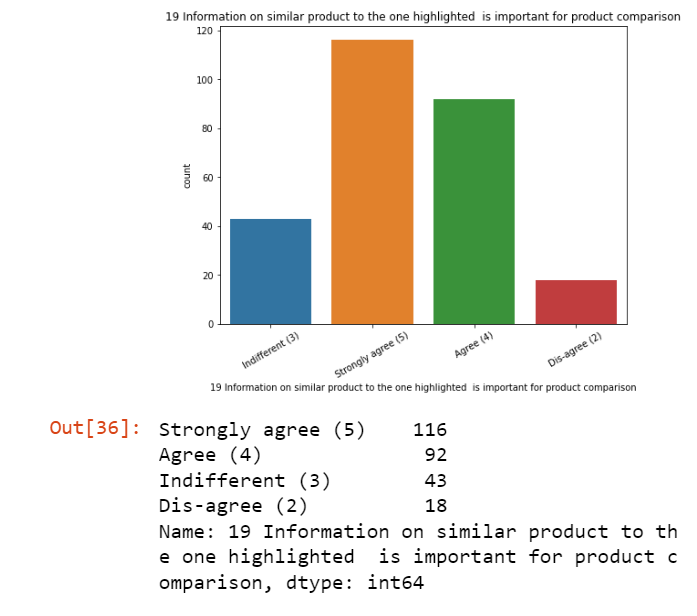 19 Information on similar product to the one highlighted  is important for product comparison
120
100
80
60
40
20
0
count
Indifferent (3)
Strongly agree (5)
Agree (4)
Dis-agree (2)
19 Information on similar product to the one highlighted  is important for product comparison
Out[36]: Strongly agree (5)    116
Agree (4)              92
Indifferent (3)        43
Dis-agree (2)          18
Name: 19 Information on similar product to th
e one highlighted  is important for product c
omparison, dtype: int64